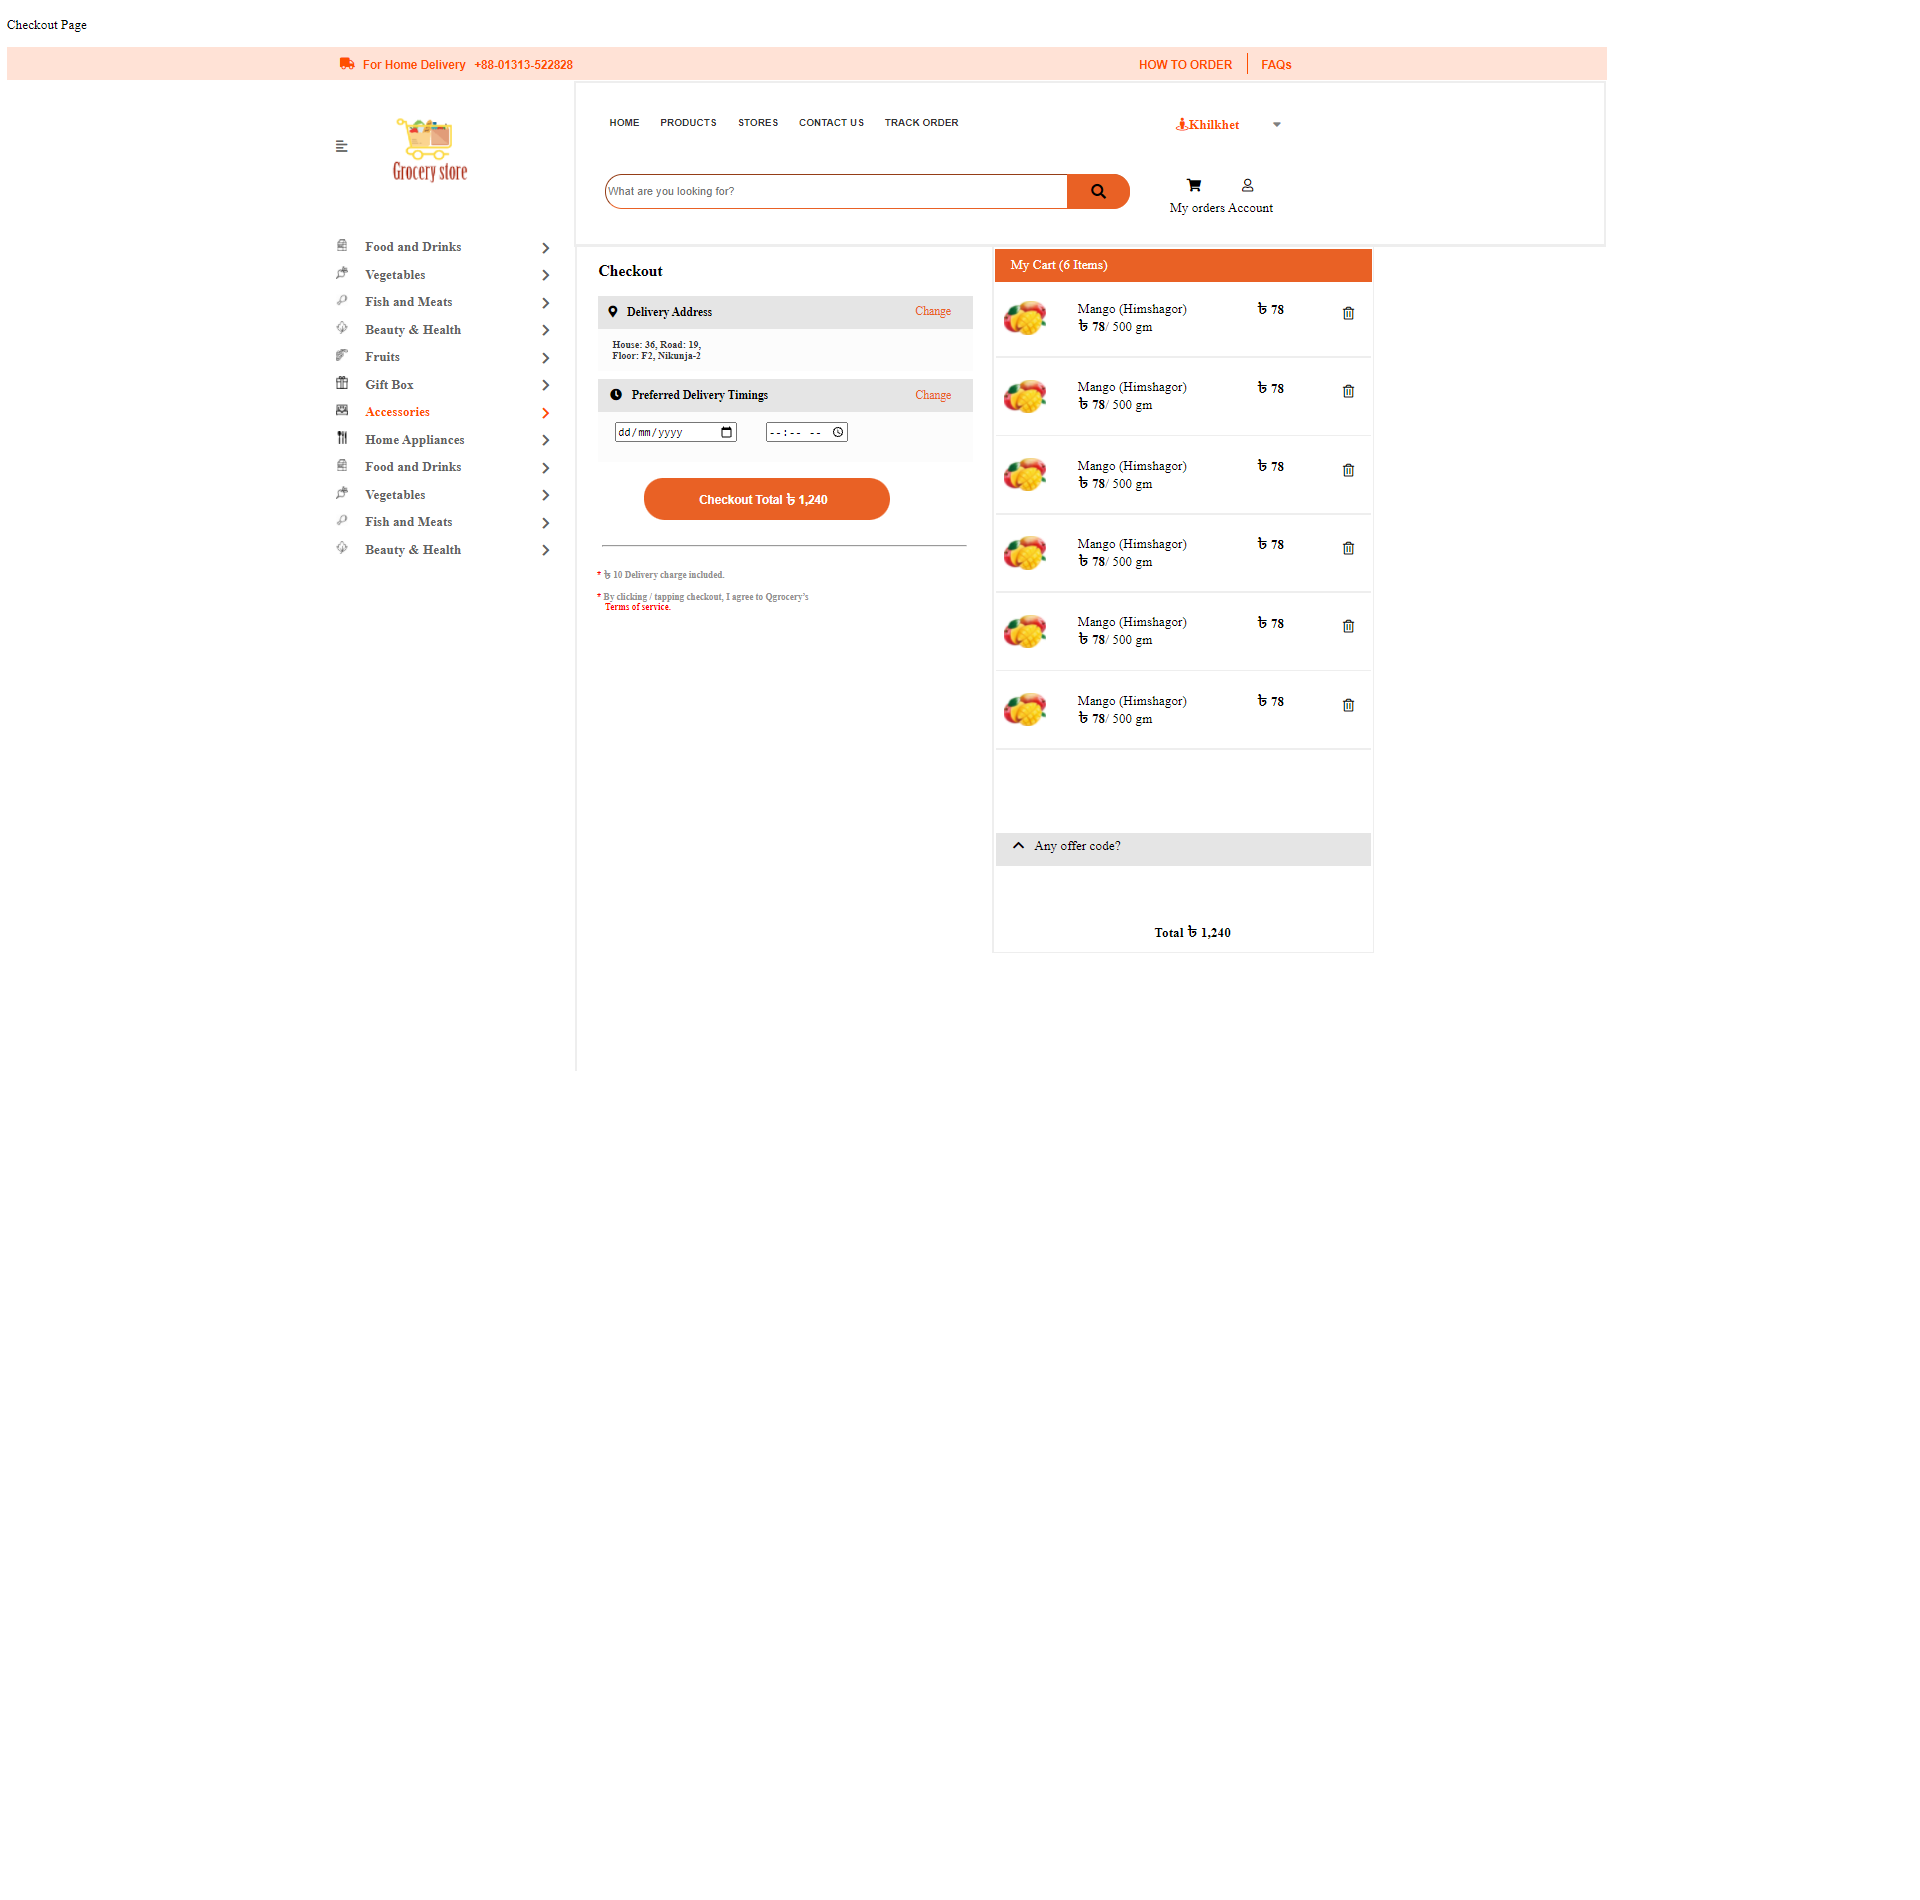 Checkout Page
For Home Delivery +88-01313-522828
HOW TO ORDER
FAQs
Grocery store
HOME
PRODUCTS
STORES
CONTACT US
TRACK ORDER
Khilkhet
What are you looking for?
My orders Account
Food and Drinks
Vegetables
Fish and Meats
Beauty & Health
Fruits
Gift Box
Accessories
Home Appliances
Food and Drinks
Vegetables
Fish and Meats
Beauty & Health
Checkout
Delivery Address
Change
House: 36, Road: 19,
Floor: F2, Nikunja-2
Preferred Delivery Timings
Change
dd/mm/yyyy
--:-- --
Checkout Total ৳ 1,240
* ৳ 10 Delivery charge included.
* By clicking / tapping checkout, I agree to Qgrocery's
Terms of service.
My Cart (6 Items)
Mango (Himshagor)
৳ 78
৳ 78/ 500 gm
Mango (Himshagor)
৳ 78
৳ 78/ 500 gm
Mango (Himshagor)
৳ 78
৳ 78/ 500 gm
Mango (Himshagor)
৳ 78
৳ 78/ 500 gm
Mango (Himshagor)
৳ 78
৳ 78/ 500 gm
Mango (Himshagor)
৳ 78
৳ 78/ 500 gm
Any offer code?
Total ৳ 1,240